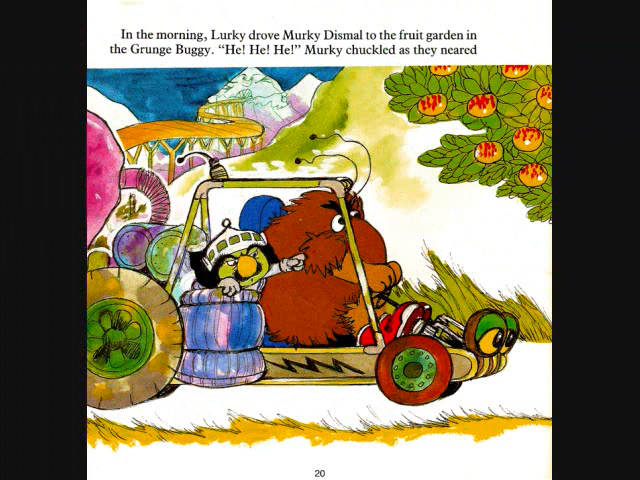 In the morning, Lurky drove Murky Dismal to the fruit garden in
the Grunge Buggy. “He! He! He!” Murky chuckled as they neared
20